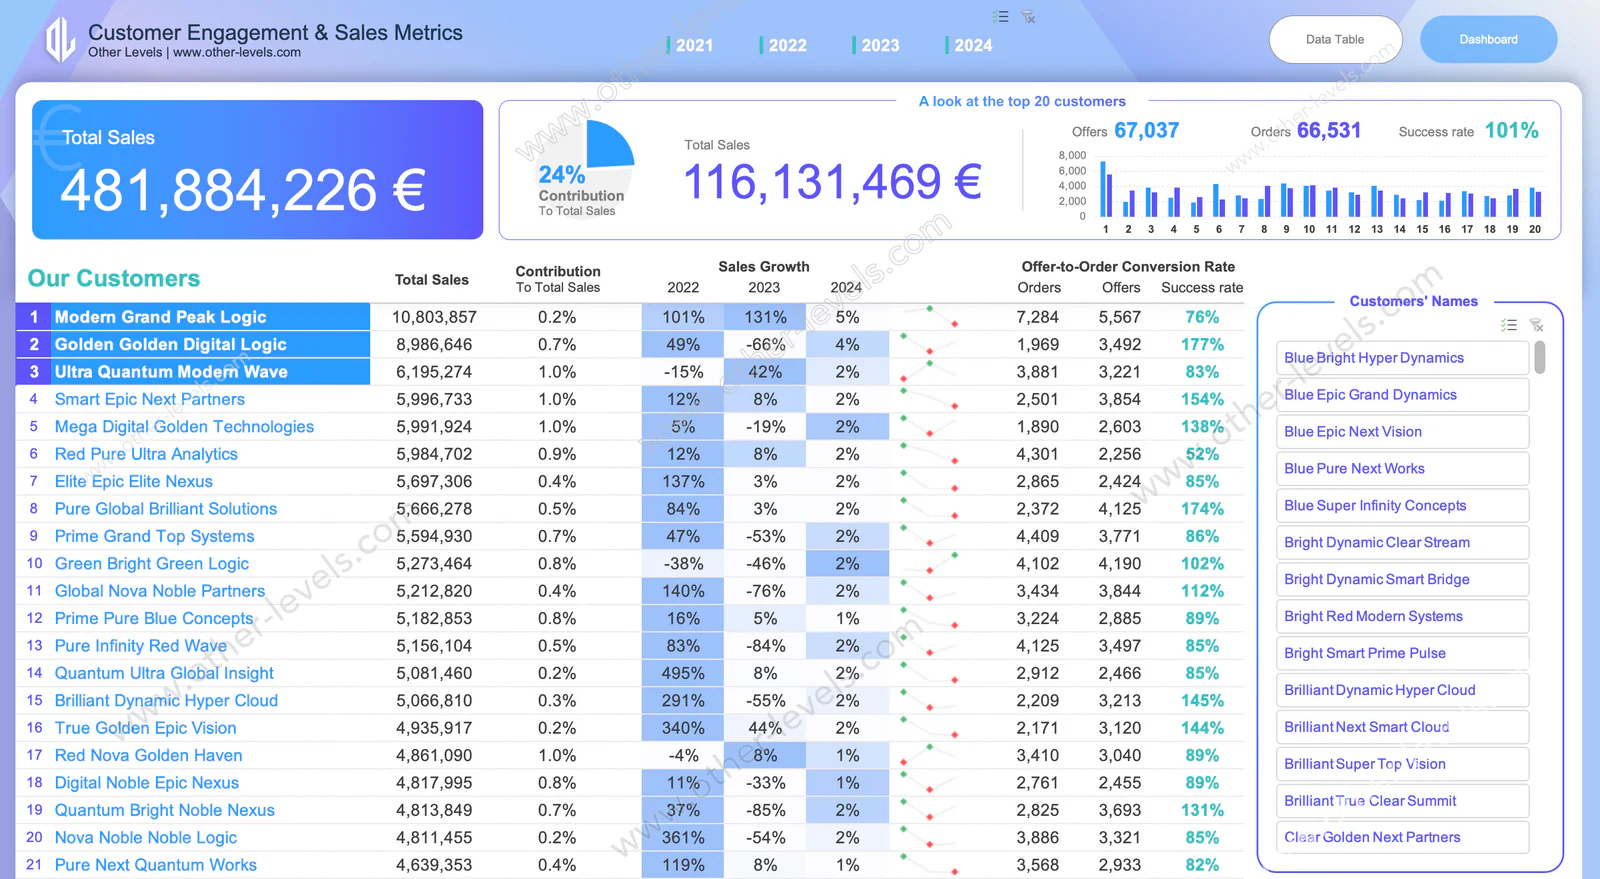 Customer Engagement & Sales Metrics
Other Levels | www.other-levels.com
2021 2022 2023 2024
Data Table
Dashboard
Total Sales
481,884,226 €
A look at the top 20 customers
24%
Contribution
To Total Sales
Total Sales
116,131,469 €
Offers 67,037 Orders 66,531 Success rate 101%
8,000
6,000
4,000
2,000
0
1 2 3 4 5 6 7 8 9 10 11 12 13 14 15 16 17 18 19 20
Our Customers
Total Sales
Contribution
To Total Sales
Sales Growth
2022 2023 2024
Offer-to-Order Conversion Rate
Orders Offers Success rate
1 Modern Grand Peak Logic 10,803,857 0.2% 101% 131% 5% 7,284 5,567 76%
2 Golden Golden Digital Logic 8,986,646 0.7% 49% -66% 4% 1,969 3,492 177%
3 Ultra Quantum Modern Wave 6,195,274 1.0% -15% 42% 2% 3,881 3,221 83%
4 Smart Epic Next Partners 5,996,733 1.0% 12% 8% 2% 2,501 3,854 154%
5 Mega Digital Golden Technologies 5,991,924 1.0% 5% -19% 2% 1,890 2,603 138%
6 Red Pure Ultra Analytics 5,984,702 0.9% 12% 8% 2% 4,301 2,256 52%
7 Elite Epic Elite Nexus 5,697,306 0.4% 137% 3% 2% 2,865 2,424 85%
8 Pure Global Brilliant Solutions 5,666,278 0.5% 84% 3% 2% 2,372 4,125 174%
9 Prime Grand Top Systems 5,594,930 0.7% 47% -53% 2% 4,409 3,771 86%
10 Green Bright Green Logic 5,273,464 0.8% -38% -46% 2% 4,102 4,190 102%
11 Global Nova Noble Partners 5,212,820 0.4% 140% -76% 2% 3,434 3,844 112%
12 Prime Pure Blue Concepts 5,182,853 0.8% 16% 5% 1% 3,224 2,885 89%
13 Pure Infinity Red Wave 5,156,104 0.5% 83% -84% 2% 4,125 3,497 85%
14 Quantum Ultra Global Insight 5,081,460 0.2% 495% 8% 2% 2,912 2,466 85%
15 Brilliant Dynamic Hyper Cloud 5,066,810 0.3% 291% -55% 2% 2,209 3,213 145%
16 True Golden Epic Vision 4,935,917 0.2% 340% 44% 2% 2,171 3,120 144%
17 Red Nova Golden Haven 4,861,090 1.0% -4% 8% 1% 3,410 3,040 89%
18 Digital Noble Epic Nexus 4,817,995 0.8% 11% -33% 1% 2,761 2,455 89%
19 Quantum Bright Noble Nexus 4,813,849 0.7% 37% -85% 2% 2,825 3,693 131%
20 Nova Noble Noble Logic 4,811,455 0.2% 361% -54% 2% 3,886 3,321 85%
21 Pure Next Quantum Works 4,639,353 0.4% 119% 8% 1% 3,568 2,933 82%
Customers' Names
Blue Bright Hyper Dynamics
Blue Epic Grand Dynamics
Blue Epic Next Vision
Blue Pure Next Works
Blue Super Infinity Concepts
Bright Dynamic Clear Stream
Bright Dynamic Smart Bridge
Bright Red Modern Systems
Bright Smart Prime Pulse
Brilliant Dynamic Hyper Cloud
Brilliant Next Smart Cloud
Brilliant Super Top Vision
Brilliant True Clear Summit
Clear Golden Next Partners
www.other-levels.com
www.other-levels.com
www.other-levels.com
www.other-levels.com
www.other-levels.com